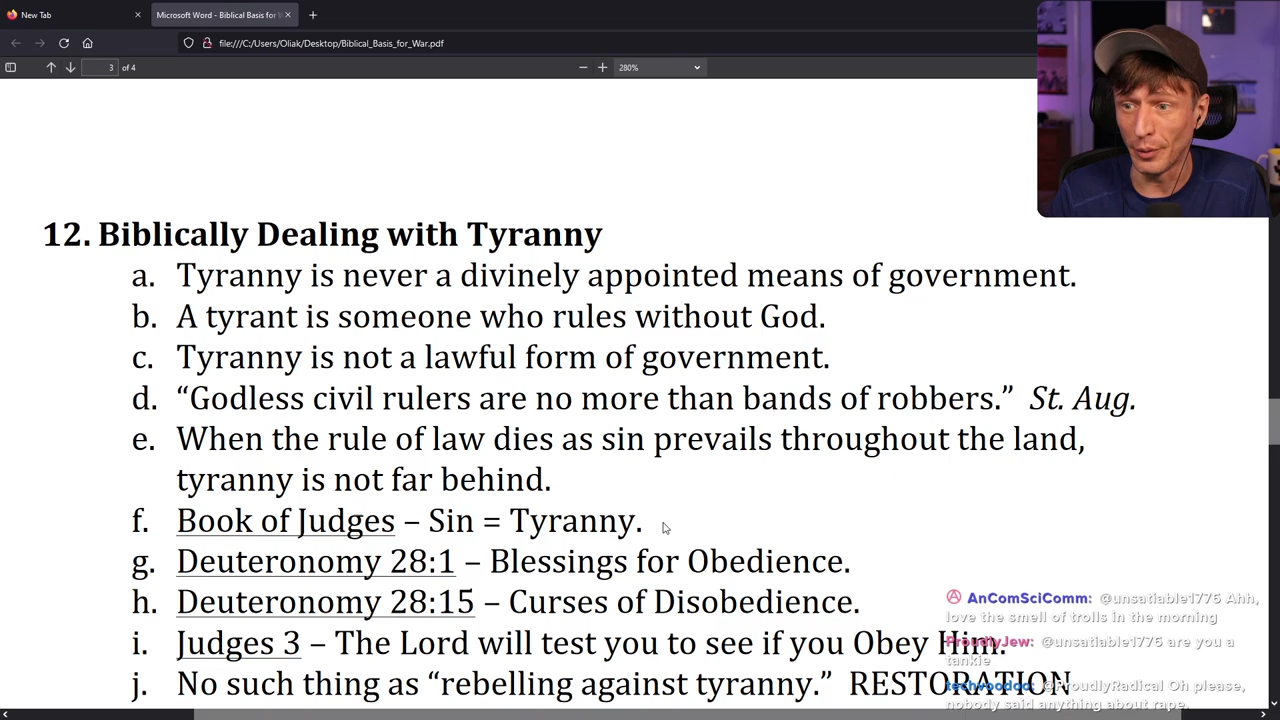 New Tab
Microsoft Word - Biblical Basis for W
file:///C:/Users/Oliak/Desktop/Biblical_Basis_for_War.pdf
3 of 4
280%
12. Biblically Dealing with Tyranny
a. Tyranny is never a divinely appointed means of government.
b. A tyrant is someone who rules without God.
c. Tyranny is not a lawful form of government.
d. “Godless civil rulers are no more than bands of robbers.” St. Aug.
e. When the rule of law dies as sin prevails throughout the land,
tyranny is not far behind.
f. Book of Judges – Sin = Tyranny.
g. Deuteronomy 28:1 – Blessings for Obedience.
h. Deuteronomy 28:15 – Curses of Disobedience.
i. Judges 3 – The Lord will test you to see if you Obey Him.
j. No such thing as “rebelling against tyranny.” RESTORATION
AnComSciComm: @unsatiable1776 Ahh,
love the smell of trolls in the morning
ProudlyJew: @unsatiable1776 are you a
tankie
@ProudlyRadical Oh please,
nobody said anything about rape.